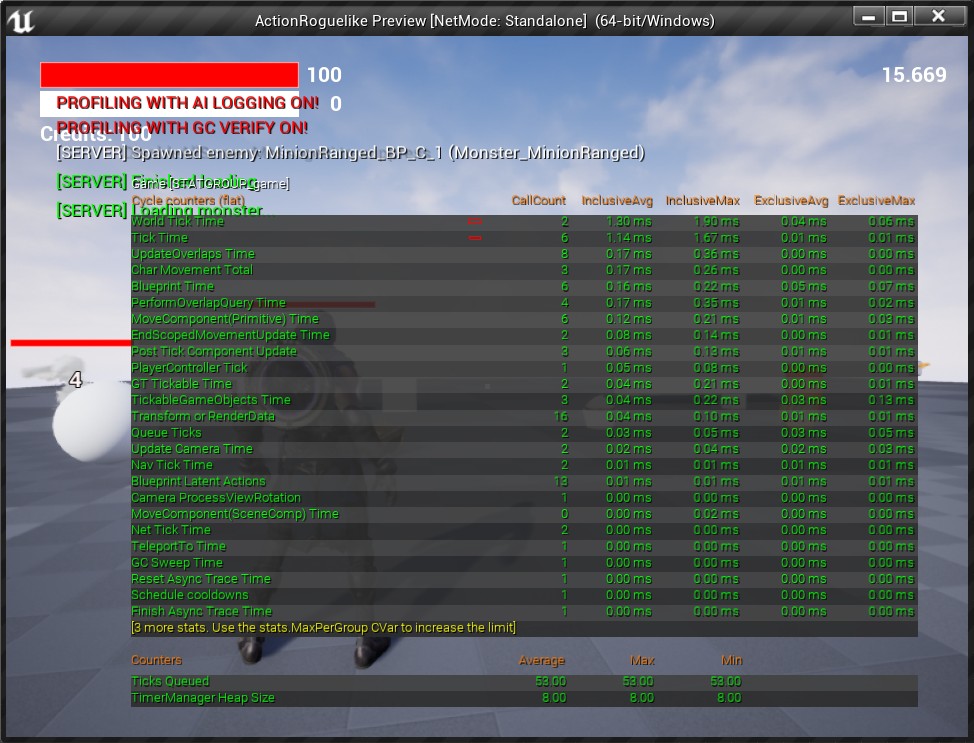 ActionRoguelike Preview [NetMode: Standalone] (64-bit/Windows)
100
15.669
PROFILING WITH AI LOGGING ON! 0
PROFILING WITH GC VERIFY ON!
Credits: 100
[SERVER] Spawned enemy: MinionRanged_BP_C_1 (Monster_MinionRanged)
[SERVER] Finished loading
Game [STATGROUP_game]
Cycle counters (flat) CallCount InclusiveAvg InclusiveMax ExclusiveAvg ExclusiveMax
[SERVER] Loading monster
World Tick Time 2 1.30 ms 1.90 ms 0.04 ms 0.06 ms
Tick Time 6 1.14 ms 1.67 ms 0.01 ms 0.01 ms
UpdateOverlaps Time 8 0.17 ms 0.36 ms 0.00 ms 0.00 ms
Char Movement Total 3 0.17 ms 0.26 ms 0.00 ms 0.00 ms
Blueprint Time 6 0.16 ms 0.22 ms 0.05 ms 0.07 ms
PerformOverlapQuery Time 4 0.17 ms 0.35 ms 0.01 ms 0.02 ms
MoveComponent(Primitive) Time 6 0.12 ms 0.21 ms 0.01 ms 0.03 ms
EndScopedMovementUpdate Time 2 0.08 ms 0.14 ms 0.00 ms 0.01 ms
Post Tick Component Update 3 0.06 ms 0.13 ms 0.01 ms 0.01 ms
PlayerController Tick 1 0.05 ms 0.08 ms 0.00 ms 0.00 ms
4
GT Tickable Time 2 0.04 ms 0.21 ms 0.00 ms 0.00 ms
TickableGameObjects Time 3 0.04 ms 0.22 ms 0.03 ms 0.13 ms
Transform or RenderData 16 0.04 ms 0.10 ms 0.01 ms 0.01 ms
Queue Ticks 2 0.03 ms 0.05 ms 0.03 ms 0.05 ms
Update Camera Time 2 0.02 ms 0.04 ms 0.02 ms 0.03 ms
Nav Tick Time 2 0.01 ms 0.01 ms 0.01 ms 0.01 ms
Blueprint Latent Actions 13 0.01 ms 0.01 ms 0.01 ms 0.01 ms
Camera ProcessViewRotation 1 0.00 ms 0.00 ms 0.00 ms 0.00 ms
MoveComponent(SceneComp) Time 0 0.00 ms 0.02 ms 0.00 ms 0.00 ms
Net Tick Time 2 0.00 ms 0.00 ms 0.00 ms 0.00 ms
TeleportTo Time 1 0.00 ms 0.00 ms 0.00 ms 0.00 ms
GC Sweep Time 1 0.00 ms 0.00 ms 0.00 ms 0.00 ms
Reset Async Trace Time 1 0.00 ms 0.00 ms 0.00 ms 0.00 ms
Schedule cooldowns 1 0.00 ms 0.00 ms 0.00 ms 0.00 ms
Finish Async Trace Time 1 0.00 ms 0.00 ms 0.00 ms 0.00 ms
[3 more stats. Use the stats.MaxPerGroup CVar to increase the limit]
Counters Average Max Min
Ticks Queued 53.00 53.00 53.00
TimerManager Heap Size 8.00 8.00 8.00